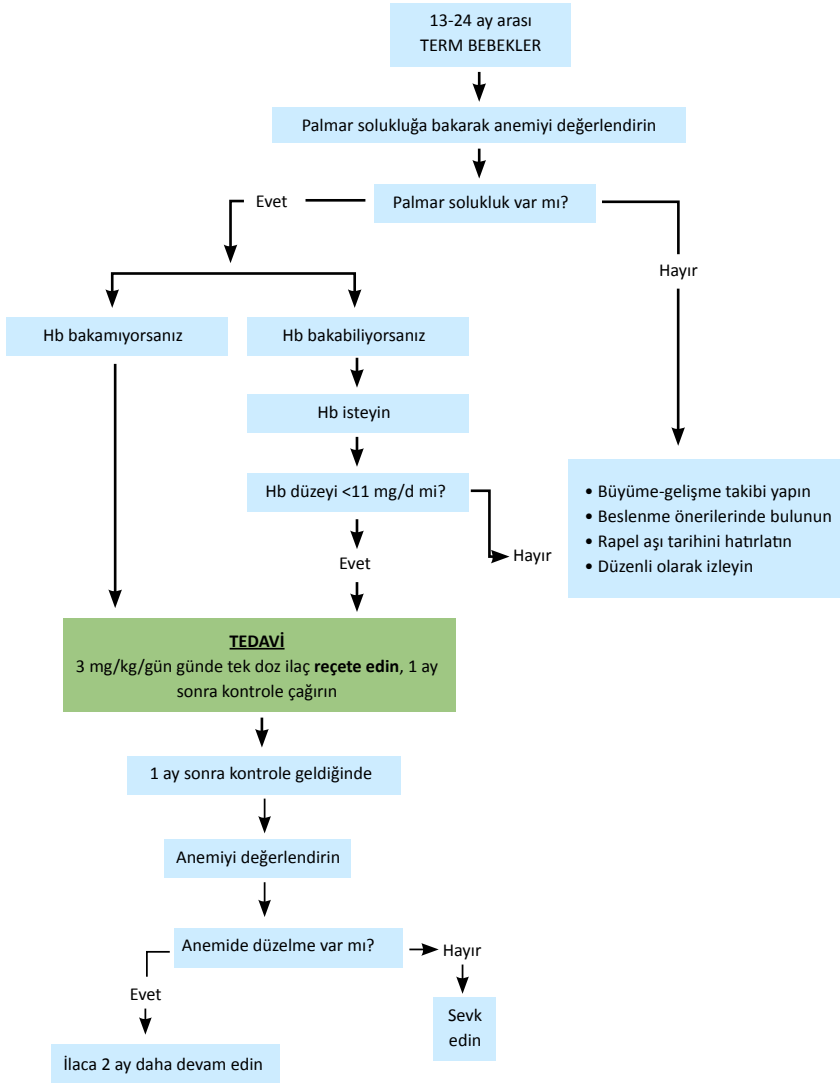 13-24 ay arası
TERM BEBEKLER
Palmar solukluğa bakarak anemiyi değerlendirin
Palmar solukluk var mı?
Evet
Hayır
Hb bakamıyorsanız
Hb bakabiliyorsanız
Hb isteyin
Hb düzeyi <11 mg/d mi?
Hayır
Evet
• Büyüme-gelişme takibi yapın
• Beslenme önerilerinde bulunun
• Rapel aşı tarihini hatırlatın
• Düzenli olarak izleyin
TEDAVİ
3 mg/kg/gün günde tek doz ilaç reçete edin, 1 ay
sonra kontrole çağırın
1 ay sonra kontrole geldiğinde
Anemiyi değerlendirin
Anemide düzelme var mı?
Hayır
Evet
Sevk
edin
İlaca 2 ay daha devam edin